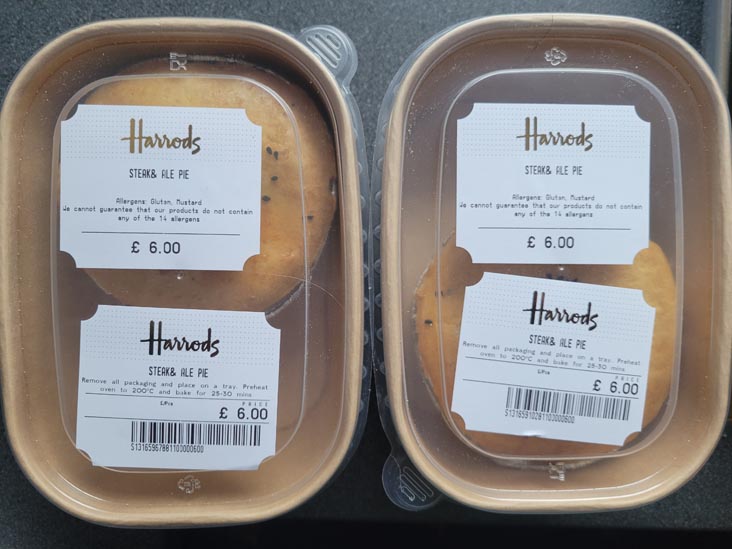 Harrods
STEAK& ALE PIE
Allergens: Gluten, Mustard
We cannot guarantee that our products do not contain
any of the 14 allergens
£ 6.00
Harrods
STEAK& ALE PIE
Remove all packaging and place on a tray. Preheat
oven to 200°C and bake for 25-30 mins
£/Pcs PRICE
£ 6.00
Harrods
STEAK& ALE PIE
Allergens: Gluten, Mustard
We cannot guarantee that our products do not contain
any of the 14 allergens
£ 6.00
Harrods
STEAK& ALE PIE
Remove all packaging and place on a tray. Preheat
oven to 200°C and bake for 25-30 mins
£/Pcs PRICE
£ 6.00